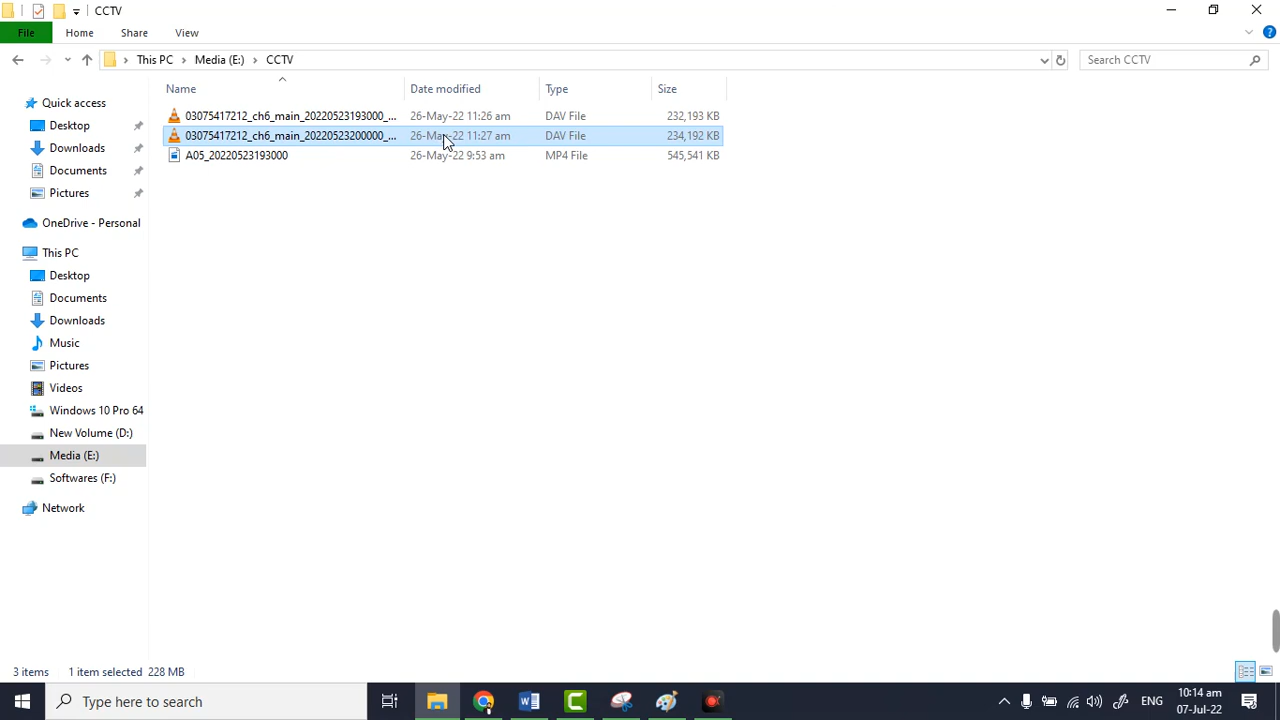 CCTV
File Home Share View
This PC Media (E:) CCTV Search CCTV
Name Date modified Type Size
03075417212_ch6_main_20220523193000_... 26-May-22 11:26 am DAV File 232,193 KB
03075417212_ch6_main_20220523200000_... 26-May-22 11:27 am DAV File 234,192 KB
A05_20220523193000 26-May-22 9:53 am MP4 File 545,541 KB
Quick access
Desktop
Downloads
Documents
Pictures
OneDrive - Personal
This PC
Desktop
Documents
Downloads
Music
Pictures
Videos
Windows 10 Pro 64
New Volume (D:)
Media (E:)
Softwares (F:)
Network
3 items 1 item selected 228 MB
Type here to search
ENG
10:14 am
07-Jul-22